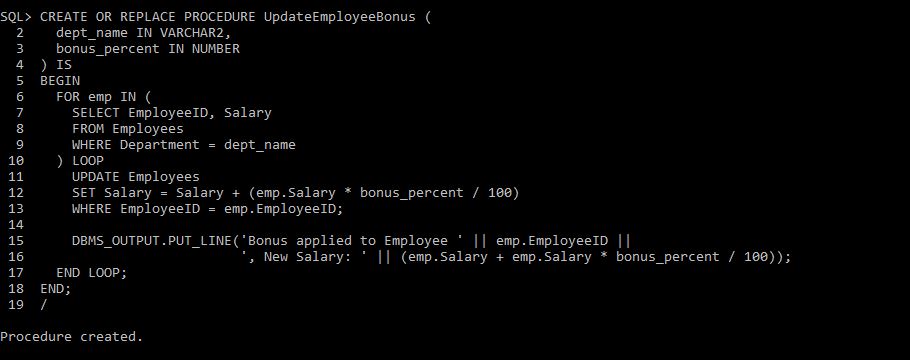 SQL> CREATE OR REPLACE PROCEDURE UpdateEmployeeBonus (
  2    dept_name IN VARCHAR2,
  3    bonus_percent IN NUMBER
  4  ) IS
  5  BEGIN
  6    FOR emp IN (
  7      SELECT EmployeeID, Salary
  8      FROM Employees
  9      WHERE Department = dept_name
 10    ) LOOP
 11      UPDATE Employees
 12      SET Salary = Salary + (emp.Salary * bonus_percent / 100)
 13      WHERE EmployeeID = emp.EmployeeID;
 14
 15      DBMS_OUTPUT.PUT_LINE('Bonus applied to Employee ' || emp.EmployeeID ||
 16                           ', New Salary: ' || (emp.Salary + emp.Salary * bonus_percent / 100));
 17    END LOOP;
 18  END;
 19  /
Procedure created.